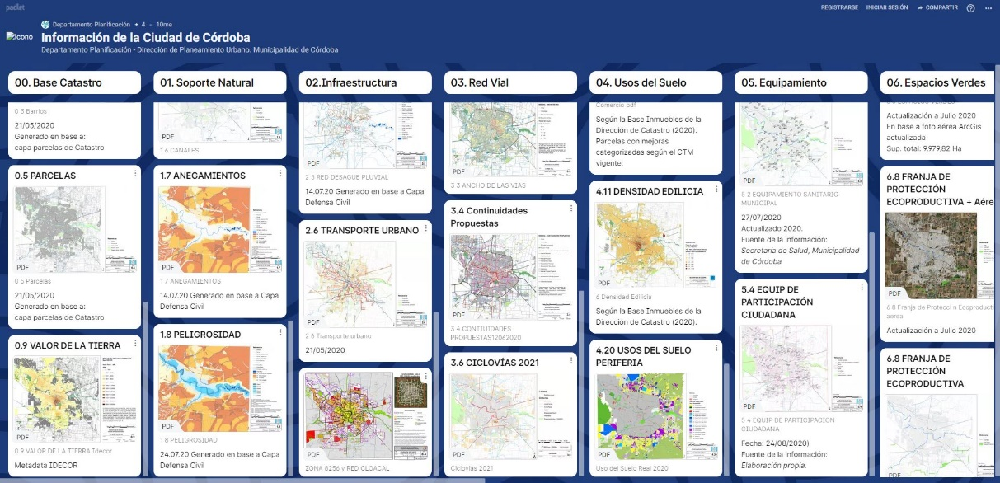 padlet
REGISTRARSE
INICIAR SESIÓN
COMPARTIR
Departamento Planificación + 4 • 10me
Icono
Información de la Ciudad de Córdoba
Departamento Planificación - Dirección de Planeamiento Urbano. Municipalidad de Córdoba
00. Base Catastro
0 3 Barrios
21/05/2020
Generado en base a:
capa parcelas de Catastro
0.5 PARCELAS
PDF
0 5 Parcelas
21/05/2020
Generado en base a:
capa parcelas de Catastro
0.9 VALOR DE LA TIERRA
PDF
0 9 VALOR DE LA TIERRA Idecor
Metadata IDECOR
01. Soporte Natural
PDF
1 6 CANALES
1.7 ANEGAMIENTOS
PDF
1 7 ANEGAMIENTOS
14.07.20 Generado en base a Capa
Defensa Civil
1.8 PELIGROSIDAD
PDF
1 8 PELIGROSIDAD
24.07.20 Generado en base a Capa
Defensa Civil
02.Infraestructura
PDF
2 5 RED DESAGUE PLUVIAL
14.07.20 Generado en base a Capa
Defensa Civil
2.6 TRANSPORTE URBANO
PDF
2 6 Transporte urbano
21/05/2020
PDF
ZONA 8256 y RED CLOACAL
03. Red Vial
PDF
3 3 ANCHO DE LAS VIAS
3.4 Continuidades
Propuestas
PDF
3 4 CONTIUIDADES
PROPUESTAS12062020
3.6 CICLOVÍAS 2021
PDF
Ciclovías 2021
04. Usos del Suelo
Comercio pdf
Según la Base Inmuebles de la
Dirección de Catastro (2020).
Parcelas con mejoras
categorizadas según el CTM
vigente.
4.11 DENSIDAD EDILICIA
PDF
6 Densidad Edilicia
Según la Base Inmuebles de la
Dirección de Catastro (2020).
4.20 USOS DEL SUELO
PERIFERIA
PDF
Uso del Suelo Real 2020
05. Equipamiento
PDF
5 2 EQUIPAMIENTO SANITARIO
MUNICIPAL
27/07/2020
Actualizado 2020.
Fuente de la información:
Secretaría de Salud, Municipalidad
de Córdoba
5.4 EQUIP DE
PARTICIPACIÓN
CIUDADANA
PDF
5 4 EQUIP DE PARTICIPACION
CIUDADANA
Fecha: 24/08/2020)
Fuente de la información:
Elaboración propia.
06. Espacios Verdes
Actualización a Julio 2020
En base a foto aérea ArcGis
actualizada
Sup. total: 9.979,82 Ha
6.8 FRANJA DE
PROTECCIÓN
ECOPRODUCTIVA + Aére
PDF
6 8 Franja de Protecci n Ecoproducti
aerea
Actualización a Julio 2020
6.8 FRANJA DE
PROTECCIÓN
ECOPRODUCTIVA
PDF